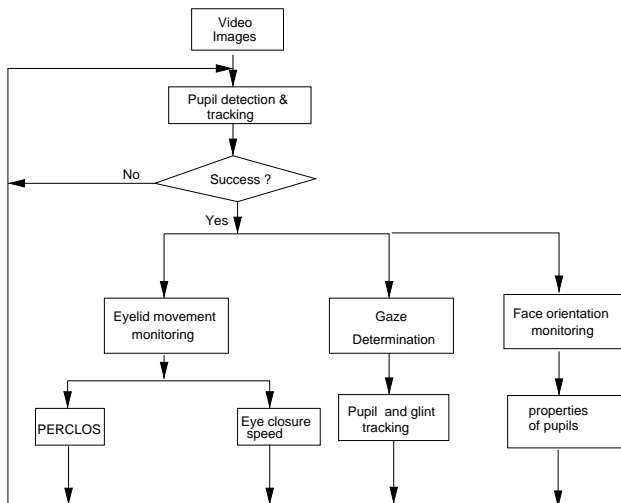 Video
Images
Pupil detection &
tracking
Success ?
No
Yes
Eyelid movement
monitoring
Gaze
Determination
Face orientation
monitoring
PERCLOS
Eye closure
speed
Pupil and glint
tracking
properties
of pupils